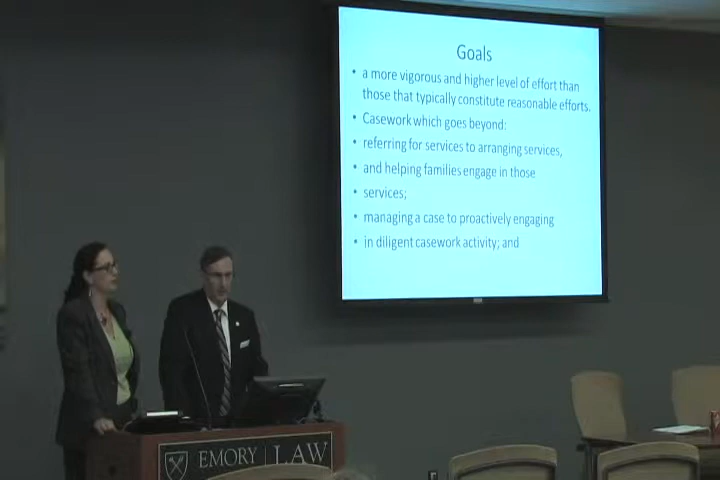 Goals
• a more vigorous and higher level of effort than
those that typically constitute reasonable efforts.
• Casework which goes beyond:
• referring for services to arranging services,
• and helping families engage in those
• services;
• managing a case to proactively engaging
• in diligent casework activity; and
EMORY | LAW